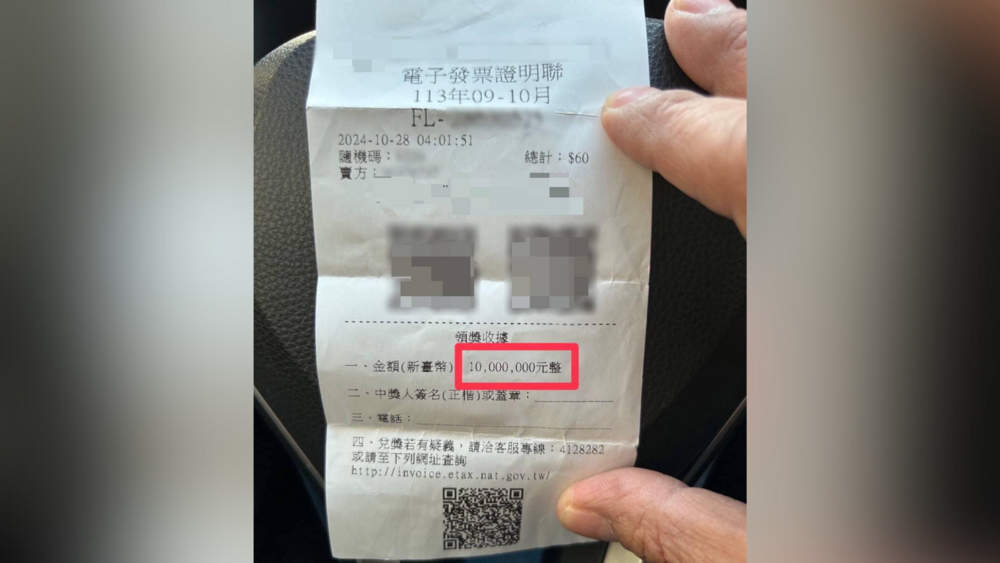 電子發票證明聯
113年09-10月
FL-
2024-10-28 04:01:51
隨機碼： 總計：$60
賣方：
領獎收據
一、金額(新臺幣) 10,000,000元整
二、中獎人簽名(正楷)或蓋章：
三、電話：
四、兌獎若有疑義，請洽客服專線：4128282
或請至下列網址查詢
http://invoice.etax.nat.gov.tw/